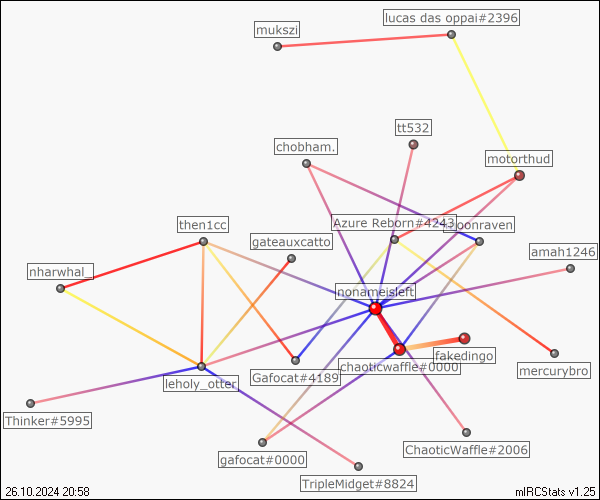 lucas das oppai#2396
mukszi
tt532
chobham.
motorthud
then1cc
Azure Reborn#4243
gateauxcatto
amah1246
nharwhal_
nonameisleft
fakedingo
chaoticwaffle#0000
mercurybro
Gafocat#4189
leholy_otter
Thinker#5995
ChaoticWaffle#2006
gafocat#0000
TripleMidget#8824
26.10.2024 20:58
mIRCStats v1.25